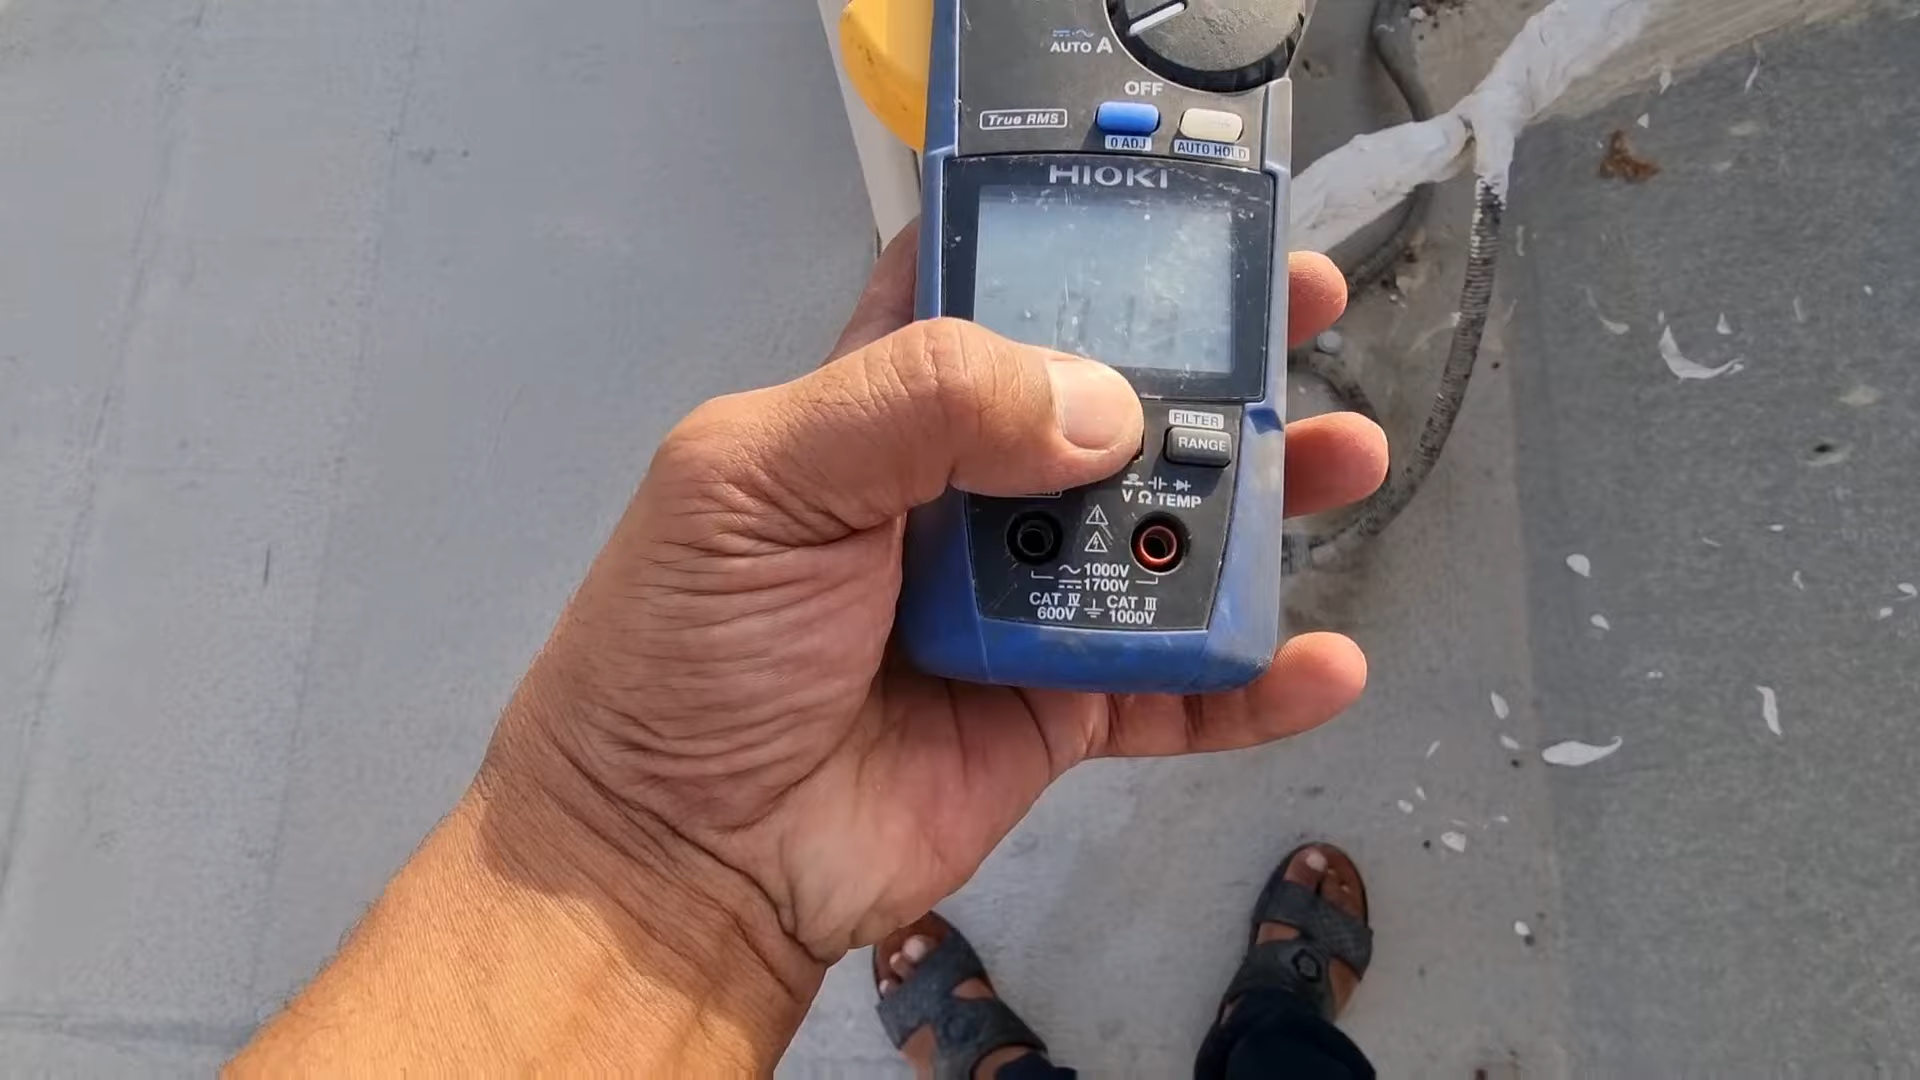 AUTO A
OFF
True RMS
0 ADJ
AUTO HOLD
HIOKI
FILTER
RANGE
V Ω TEMP
~ 1000V
⎓ 1700V
CAT Ⅳ CAT Ⅲ
600V 1000V